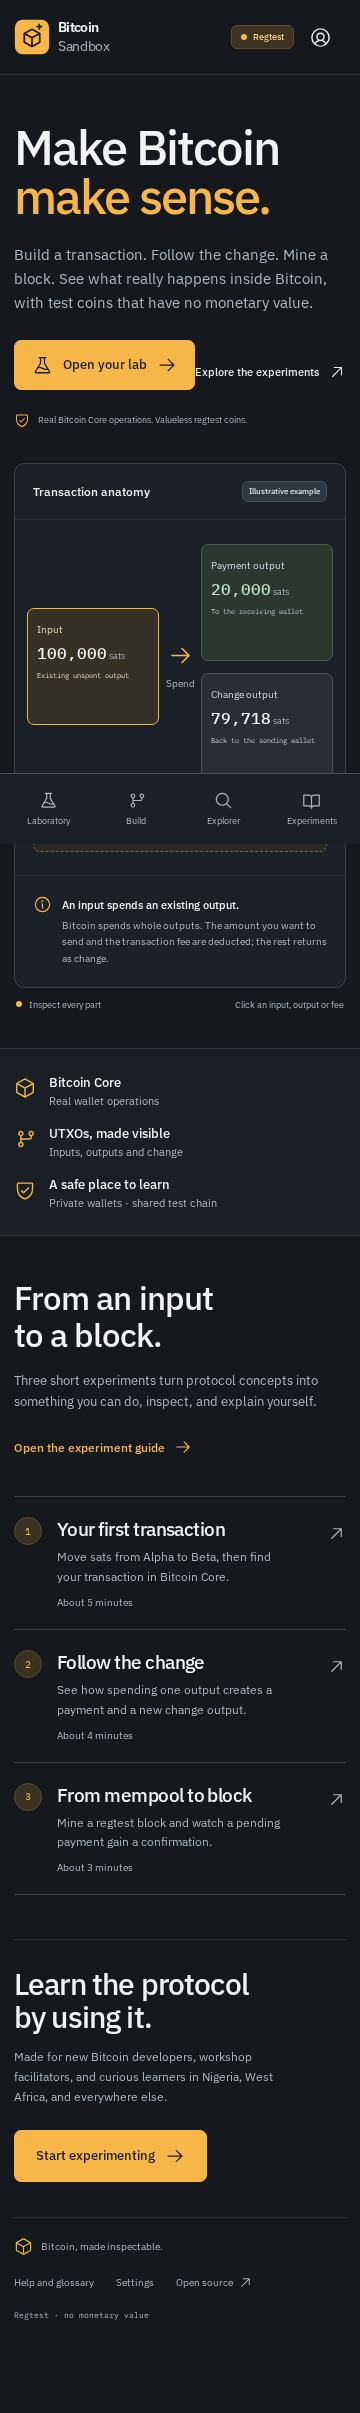 Bitcoin
Sandbox
Regtest
Make Bitcoin
make sense.
Build a transaction. Follow the change. Mine a
block. See what really happens inside Bitcoin,
with test coins that have no monetary value.
Open your lab
Explore the experiments
Real Bitcoin Core operations. Valueless regtest coins.
Transaction anatomy
Illustrative example
Input
100,000 sats
Existing unspent output
Spend
Payment output
20,000 sats
To the receiving wallet
Change output
79,718 sats
Back to the sending wallet
Laboratory
Build
Explorer
Experiments
An input spends an existing output.
Bitcoin spends whole outputs. The amount you want to
send and the transaction fee are deducted; the rest returns
as change.
Inspect every part
Click an input, output or fee
Bitcoin Core
Real wallet operations
UTXOs, made visible
Inputs, outputs and change
A safe place to learn
Private wallets · shared test chain
From an input
to a block.
Three short experiments turn protocol concepts into
something you can do, inspect, and explain yourself.
Open the experiment guide
1
Your first transaction
Move sats from Alpha to Beta, then find
your transaction in Bitcoin Core.
About 5 minutes
2
Follow the change
See how spending one output creates a
payment and a new change output.
About 4 minutes
3
From mempool to block
Mine a regtest block and watch a pending
payment gain a confirmation.
About 3 minutes
Learn the protocol
by using it.
Made for new Bitcoin developers, workshop
facilitators, and curious learners in Nigeria, West
Africa, and everywhere else.
Start experimenting
Bitcoin, made inspectable.
Help and glossary
Settings
Open source
Regtest · no monetary value